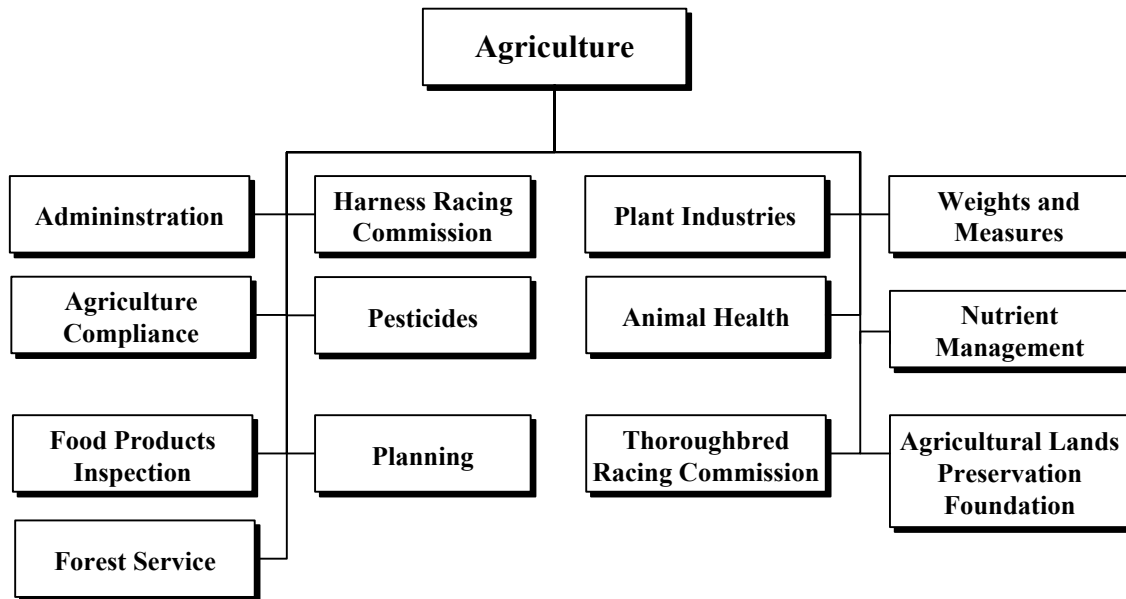 Agriculture
Admininstration
Harness Racing
Commission
Plant Industries
Weights and
Measures
Agriculture
Compliance
Pesticides
Animal Health
Nutrient
Management
Food Products
Inspection
Planning
Thoroughbred
Racing Commission
Agricultural Lands
Preservation
Foundation
Forest Service